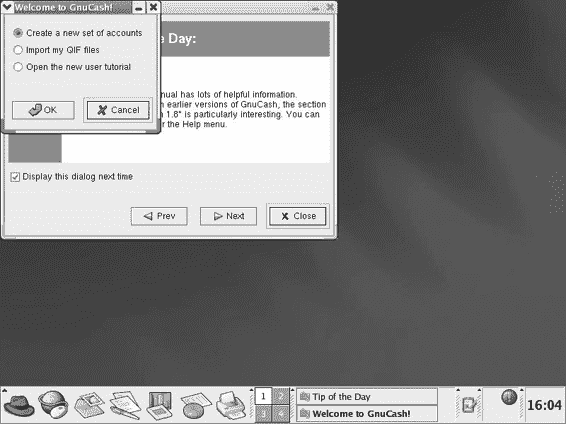 Welcome to GnuCash!
Create a new set of accounts
Import my QIF files
Open the new user tutorial
OK
Cancel
e Day:
nual has lots of helpful information.
earlier versions of GnuCash, the section
1.8" is particularly interesting. You can
r the Help menu.
Display this dialog next time
Prev
Next
Close
1
2
3
4
Tip of the Day
Welcome to GnuCash!
16:04